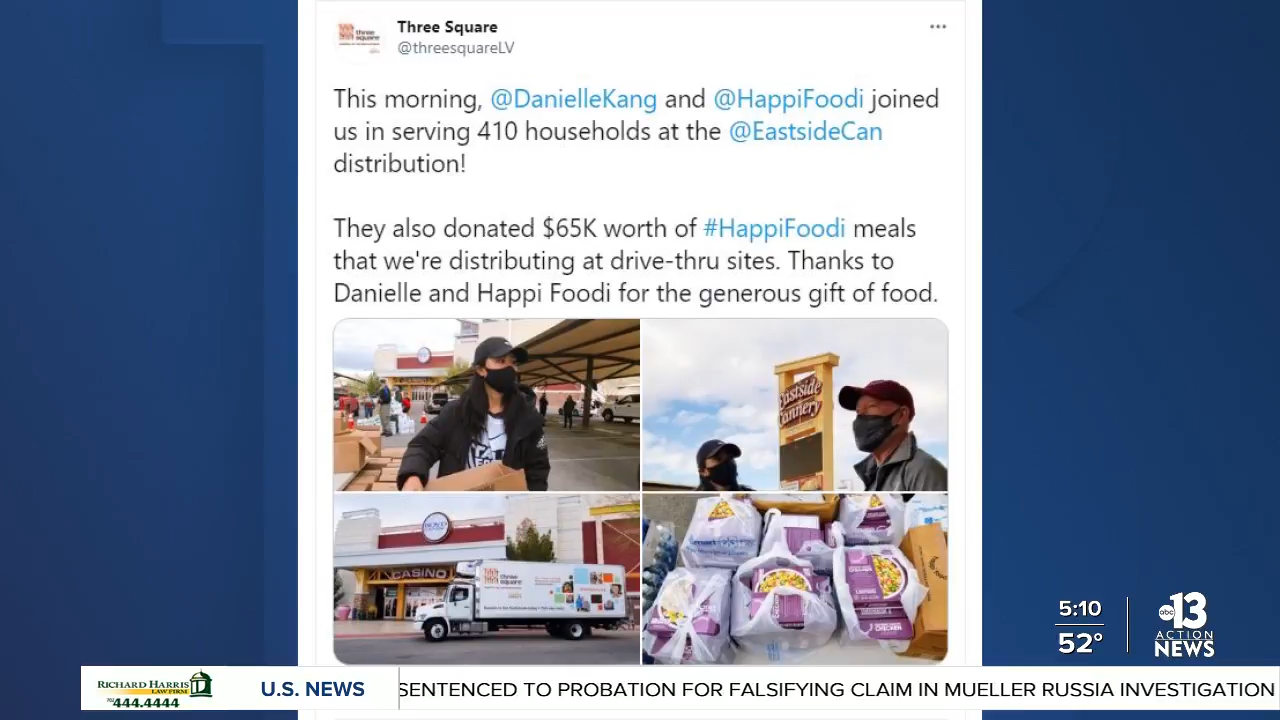 Three Square
@threesquareLV
This morning, @DanielleKang and @HappiFoodi joined
us in serving 410 households at the @EastsideCan
distribution!
They also donated $65K worth of #HappiFoodi meals
that we're distributing at drive-thru sites. Thanks to
Danielle and Happi Foodi for the generous gift of food.
Eastside
Cannery
CASINO
three
square
5:10
52°
abc 13
ACTION
NEWS
RICHARD HARRIS
LAW FIRM
702 444.4444
U.S. NEWS
SENTENCED TO PROBATION FOR FALSIFYING CLAIM IN MUELLER RUSSIA INVESTIGATION